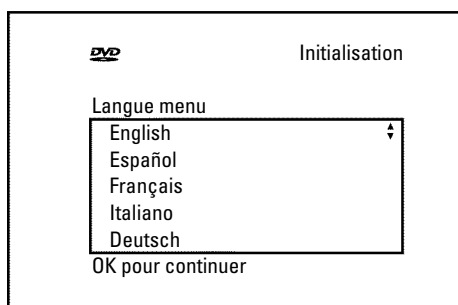 DVD Initialisation
Langue menu
English
Español
Français
Italiano
Deutsch
OK pour continuer